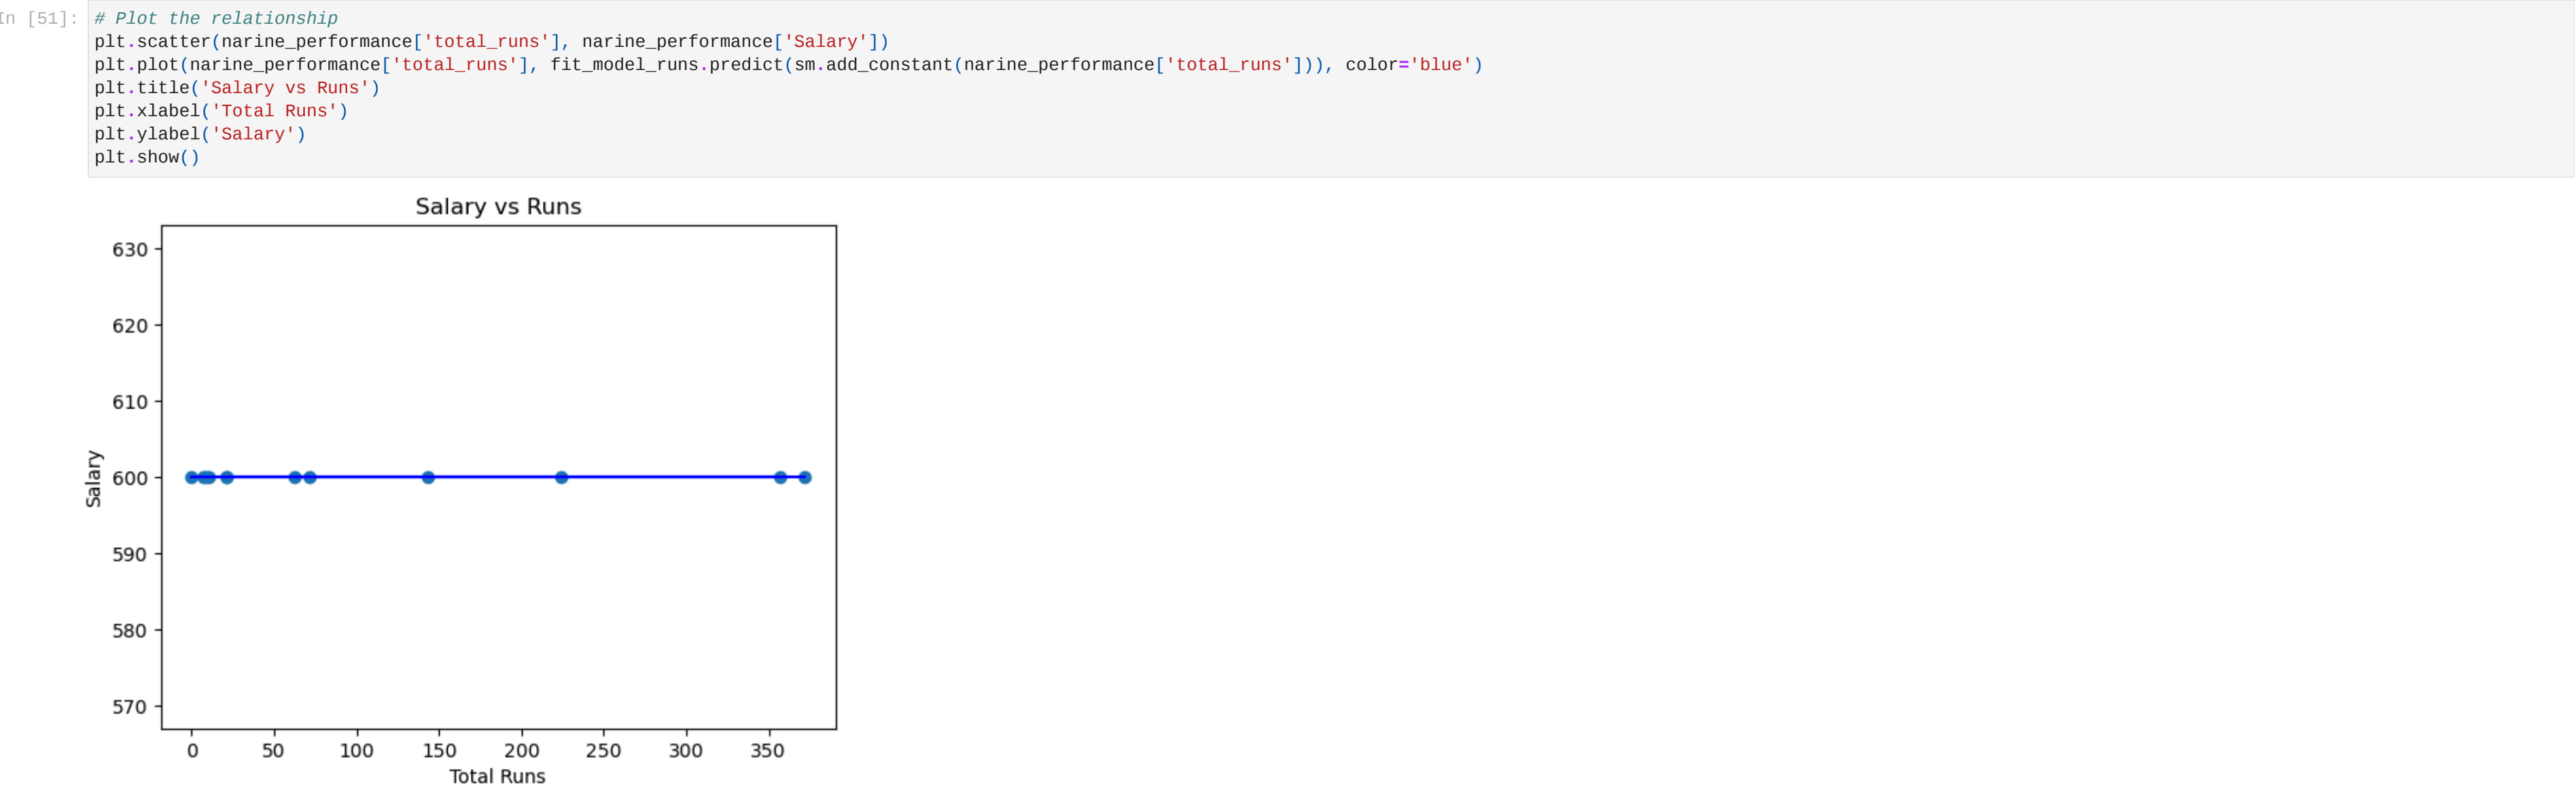 In [51]: # Plot the relationship
plt.scatter(narine_performance['total_runs'], narine_performance['Salary'])
plt.plot(narine_performance['total_runs'], fit_model_runs.predict(sm.add_constant(narine_performance['total_runs'])), color='blue')
plt.title('Salary vs Runs')
plt.xlabel('Total Runs')
plt.ylabel('Salary')
plt.show()
Salary vs Runs
630
620
610
600
590
580
570
Salary
0 50 100 150 200 250 300 350
Total Runs